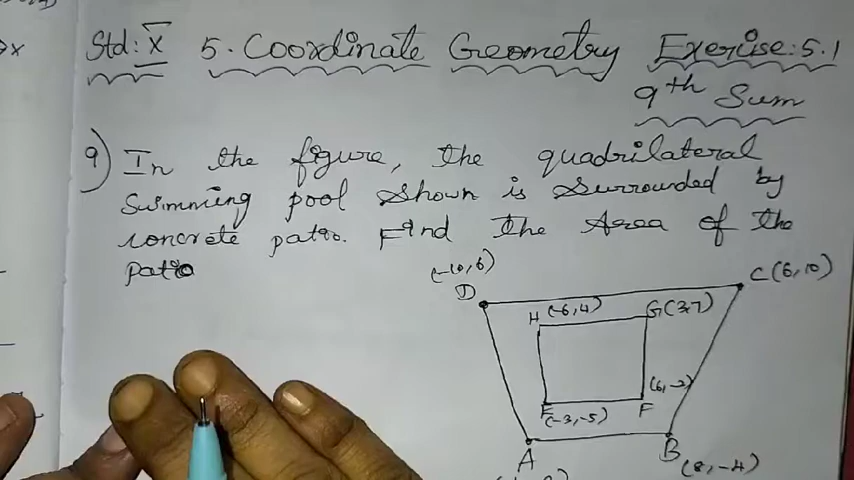 Std: X 5. Coordinate Geometry Exercise: 5.1
9th Sum
9) In the figure, the quadrilateral
swimming pool shown is surrounded by
concrete patio. Find the Area of the
patio
(-10,6)
D
C (6,10)
H (-6,4)
G(3,7)
(6,-2)
E
F
(-3,-5)
A
B
(8,-4)